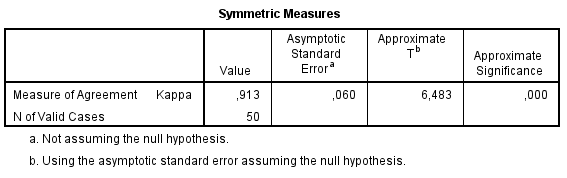 Symmetric Measures
Value Asymptotic Standard Error^a Approximate T^b Approximate Significance
Measure of Agreement Kappa ,913 ,060 6,483 ,000
N of Valid Cases 50
a. Not assuming the null hypothesis.
b. Using the asymptotic standard error assuming the null hypothesis.